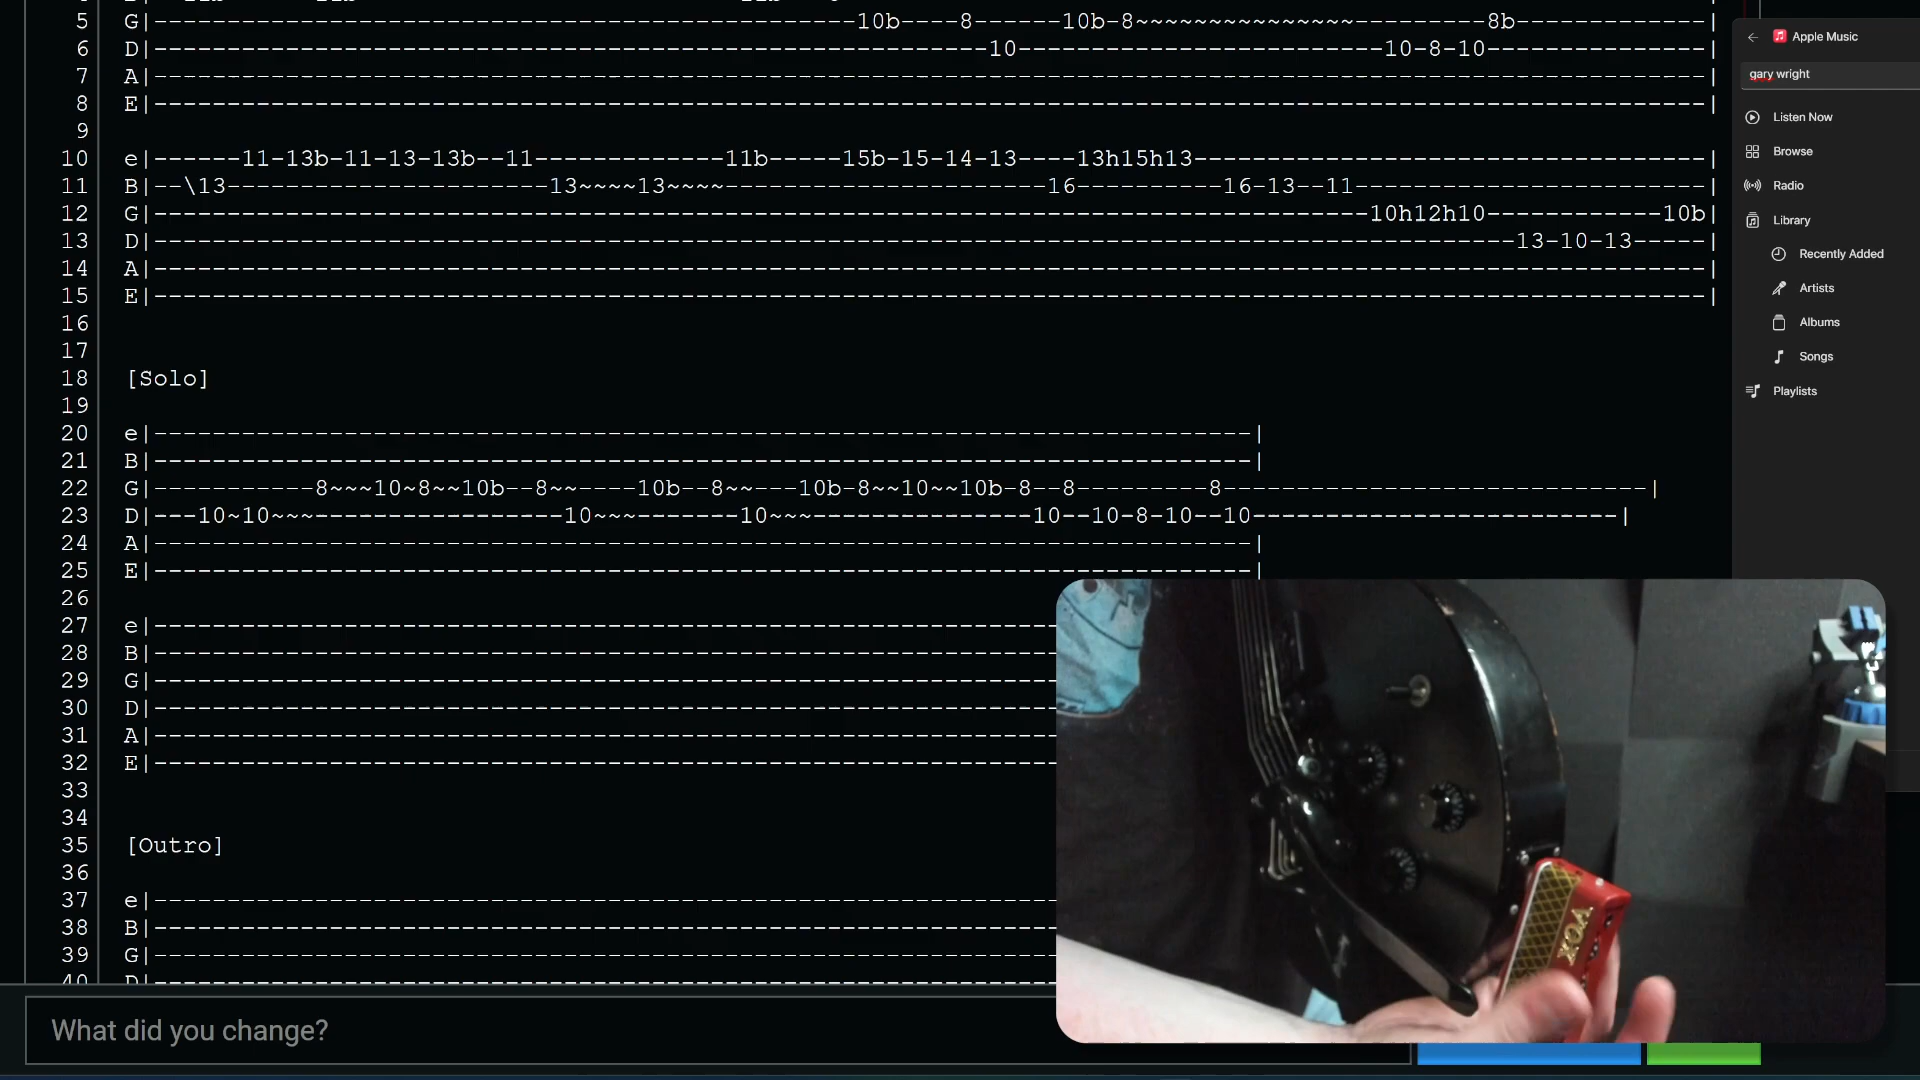 5 G|------------------------------------------------10b----8------10b-8~~~~~~~~~~~~~~~---------8b-------------|
6 D|---------------------------------------------------------10-------------------------10-8-10---------------|
7 A|----------------------------------------------------------------------------------------------------------|
8 E|----------------------------------------------------------------------------------------------------------|
9
10 e|------11-13b-11-13-13b--11-------------11b-----15b-15-14-13----13h15h13-----------------------------------|
11 B|--\13----------------------13~~~~13~~~~----------------------16----------16-13--11------------------------|
12 G|-----------------------------------------------------------------------------------10h12h10------------10b|
13 D|---------------------------------------------------------------------------------------------13-10-13-----|
14 A|----------------------------------------------------------------------------------------------------------|
15 E|----------------------------------------------------------------------------------------------------------|
16
17
18 [Solo]
19
20 e|---------------------------------------------------------------------------|
21 B|---------------------------------------------------------------------------|
22 G|-----------8~~~10~8~~10b--8~~----10b--8~~---10b-8~~10~~10b-8--8---------8-----------------------------|
23 D|---10~10~~~-----------------10~~~-------10~~~---------------10--10-8-10--10-------------------------|
24 A|---------------------------------------------------------------------------|
25 E|---------------------------------------------------------------------------|
26
27 e|--------------------------------------------------------------
28 B|--------------------------------------------------------------
29 G|--------------------------------------------------------------
30 D|--------------------------------------------------------------
31 A|--------------------------------------------------------------
32 E|--------------------------------------------------------------
33
34
35 [Outro]
36
37 e|--------------------------------------------------------------
38 B|--------------------------------------------------------------
39 G|--------------------------------------------------------------
40 D|--------------------------------------------------------------
What did you change?
Apple Music
gary wright
Listen Now
Browse
Radio
Library
Recently Added
Artists
Albums
Songs
Playlists
VOX